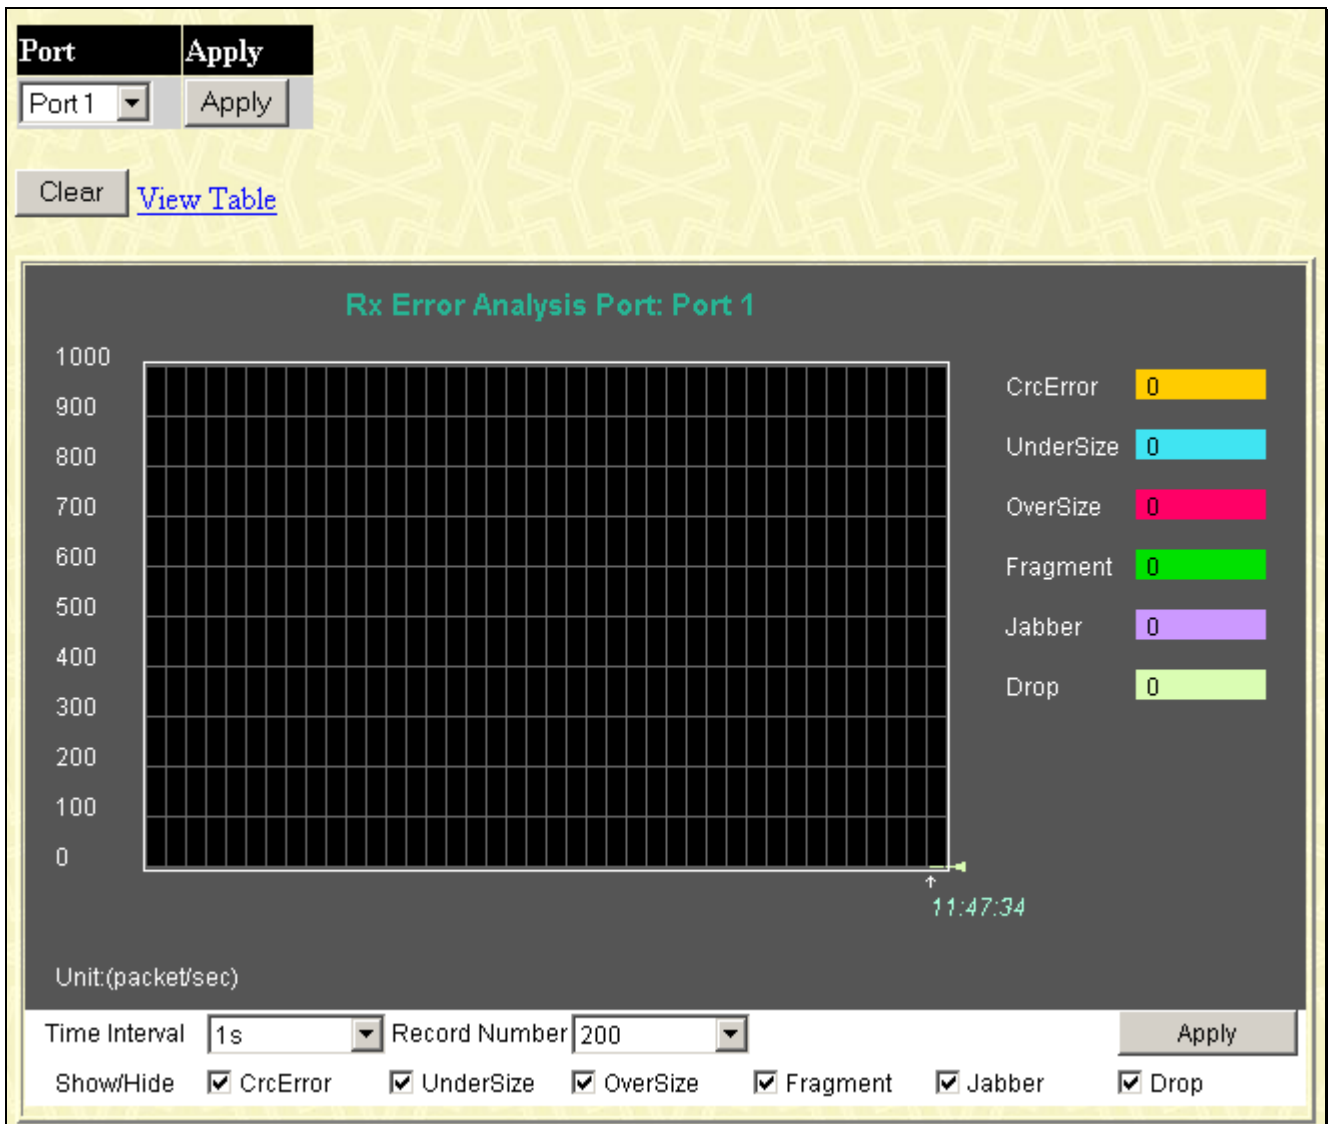 Port Apply
Port 1 Apply
Clear View Table
Rx Error Analysis Port: Port 1
1000
900
800
700
600
500
400
300
200
100
0
CrcError 0
UnderSize 0
OverSize 0
Fragment 0
Jabber 0
Drop 0
11:47:34
Unit:(packet/sec)
Time Interval 1s Record Number 200 Apply
Show/Hide CrcError UnderSize OverSize Fragment Jabber Drop